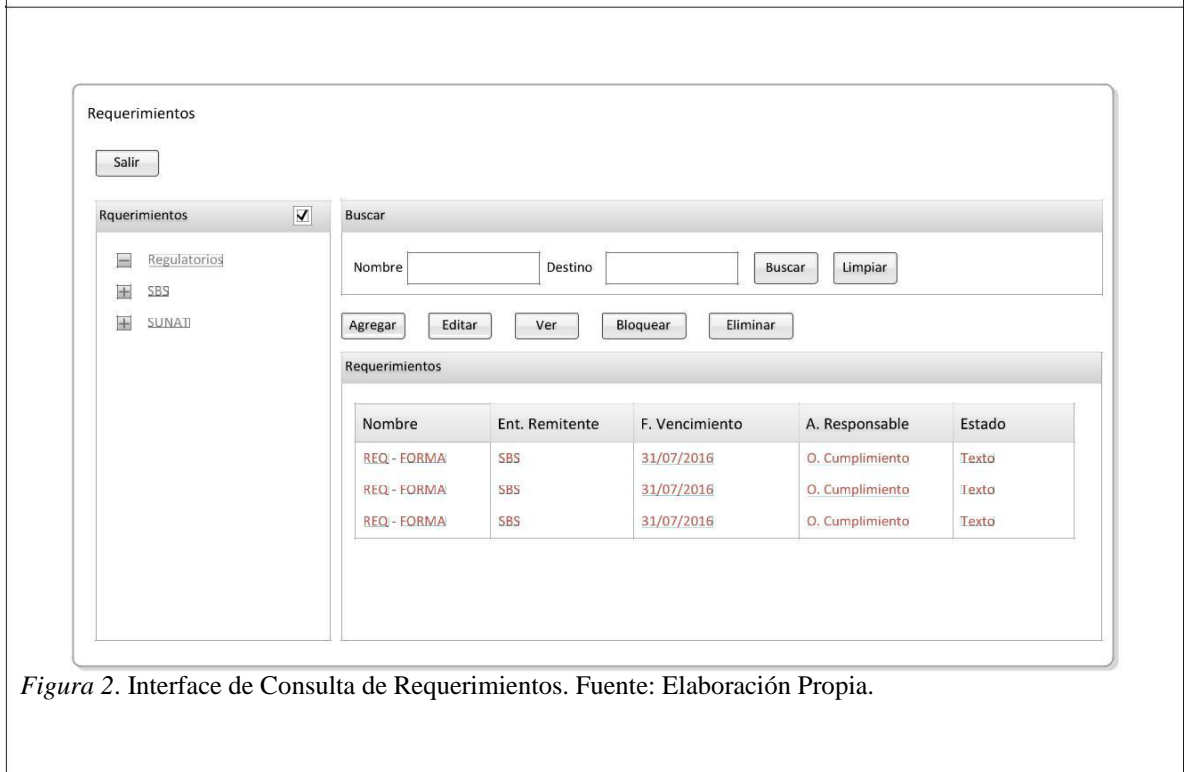 Requerimientos
Salir
Rquerimientos
Regulatorios
SBS
SUNAT
Buscar
Nombre Destino Buscar Limpiar
Agregar Editar Ver Bloquear Eliminar
Requerimientos
Nombre Ent. Remitente F. Vencimiento A. Responsable Estado
REQ - FORMA SBS 31/07/2016 O. Cumplimiento Texto
REQ - FORMA SBS 31/07/2016 O. Cumplimiento Texto
REQ - FORMA SBS 31/07/2016 O. Cumplimiento Texto
Figura 2. Interface de Consulta de Requerimientos. Fuente: Elaboración Propia.